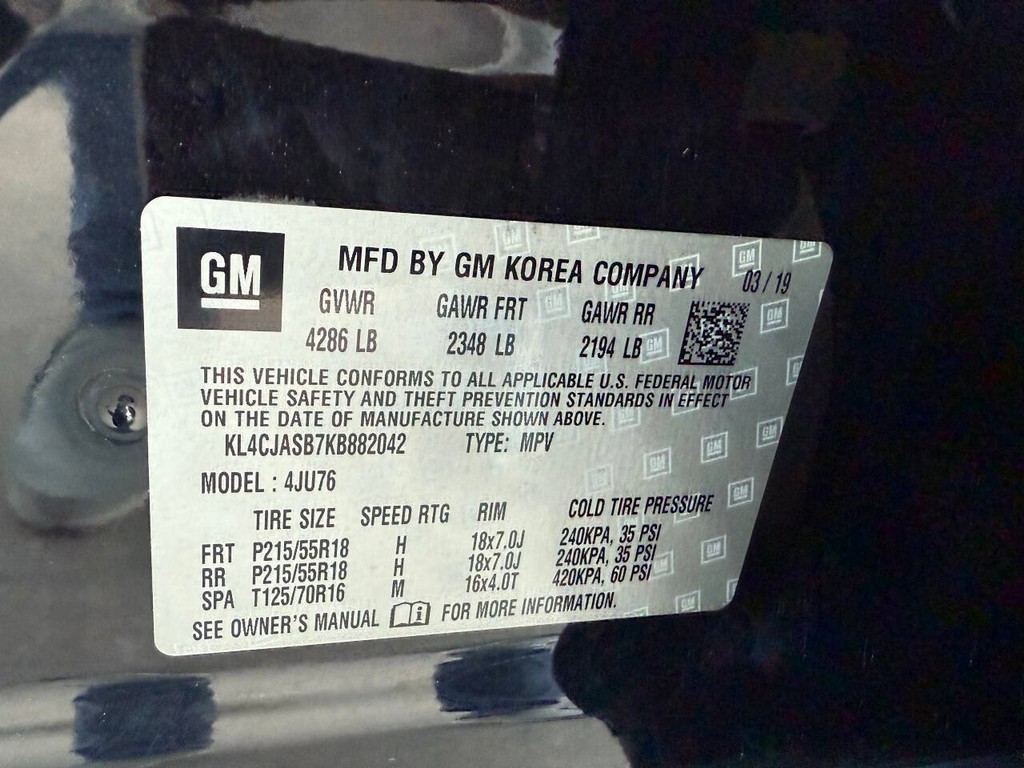 GM
MFD BY GM KOREA COMPANY 03/19
GVWR GAWR FRT GAWR RR
4286 LB 2348 LB 2194 LB
THIS VEHICLE CONFORMS TO ALL APPLICABLE U.S. FEDERAL MOTOR
VEHICLE SAFETY AND THEFT PREVENTION STANDARDS IN EFFECT
ON THE DATE OF MANUFACTURE SHOWN ABOVE.
KL4CJASB7KB882042 TYPE: MPV
MODEL : 4JU76
TIRE SIZE SPEED RTG RIM COLD TIRE PRESSURE
FRT P215/55R18 H 18x7.0J 240KPA, 35 PSI
RR P215/55R18 H 18x7.0J 240KPA, 35 PSI
SPA T125/70R16 M 16x4.0T 420KPA, 60 PSI
SEE OWNER'S MANUAL FOR MORE INFORMATION.